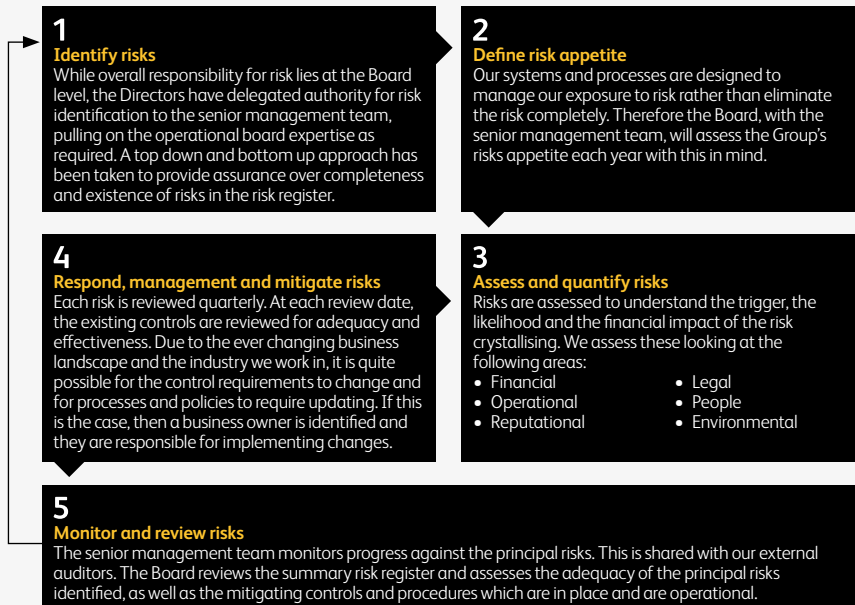 1
Identify risks
While overall responsibility for risk lies at the Board
level, the Directors have delegated authority for risk
identification to the senior management team,
pulling on the operational board expertise as
required. A top down and bottom up approach has
been taken to provide assurance over completeness
and existence of risks in the risk register.
2
Define risk appetite
Our systems and processes are designed to
manage our exposure to risk rather than eliminate
the risk completely. Therefore the Board, with the
senior management team, will assess the Group’s
risks appetite each year with this in mind.
3
Assess and quantify risks
Risks are assessed to understand the trigger, the
likelihood and the financial impact of the risk
crystallising. We assess these looking at the
following areas:
• Financial
• Operational
• Reputational
• Legal
• People
• Environmental
4
Respond, management and mitigate risks
Each risk is reviewed quarterly. At each review date,
the existing controls are reviewed for adequacy and
effectiveness. Due to the ever changing business
landscape and the industry we work in, it is quite
possible for the control requirements to change and
for processes and policies to require updating. If this
is the case, then a business owner is identified and
they are responsible for implementing changes.
5
Monitor and review risks
The senior management team monitors progress against the principal risks. This is shared with our external
auditors. The Board reviews the summary risk register and assesses the adequacy of the principal risks
identified, as well as the mitigating controls and procedures which are in place and are operational.